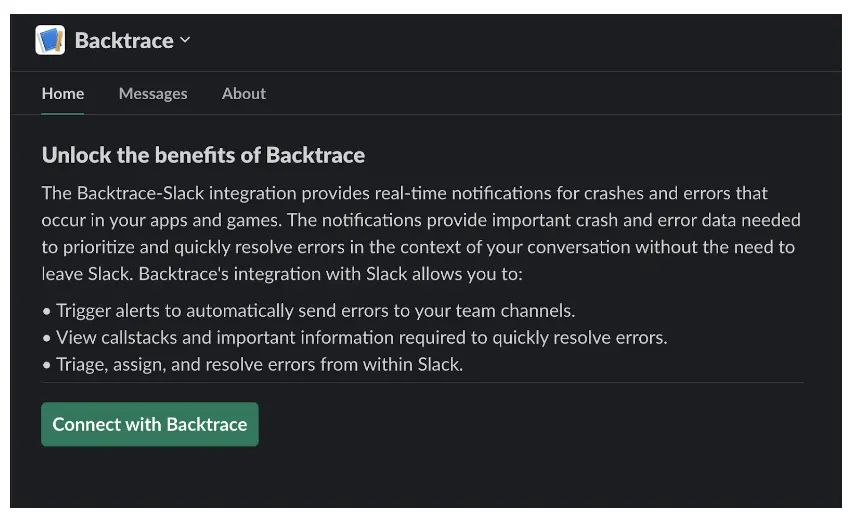 Backtrace
Home Messages About
Unlock the benefits of Backtrace
The Backtrace-Slack integration provides real-time notifications for crashes and errors that
occur in your apps and games. The notifications provide important crash and error data needed
to prioritize and quickly resolve errors in the context of your conversation without the need to
leave Slack. Backtrace's integration with Slack allows you to:
• Trigger alerts to automatically send errors to your team channels.
• View callstacks and important information required to quickly resolve errors.
• Triage, assign, and resolve errors from within Slack.
Connect with Backtrace